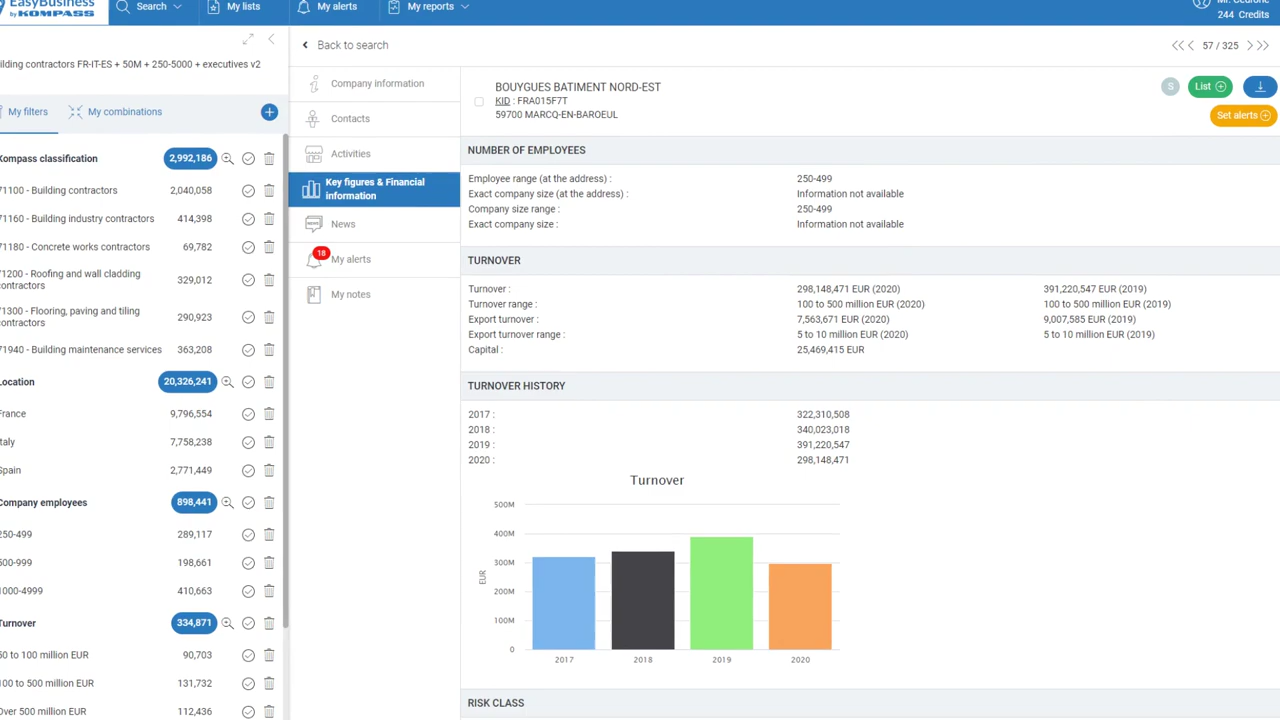 EasyBusiness
by KOMPASS
Search
My lists
My alerts
My reports
Mr. Cedrone
244 Credits
ilding contractors FR-IT-ES + 50M + 250-5000 + executives v2
My filters
My combinations
Kompass classification 2,992,186
71100 - Building contractors 2,040,058
71160 - Building industry contractors 414,398
71180 - Concrete works contractors 69,782
71200 - Roofing and wall cladding
contractors 329,012
71300 - Flooring, paving and tiling
contractors 290,923
71940 - Building maintenance services 363,208
Location 20,326,241
France 9,796,554
Italy 7,758,238
Spain 2,771,449
Company employees 898,441
250-499 289,117
500-999 198,661
1000-4999 410,663
Turnover 334,871
50 to 100 million EUR 90,703
100 to 500 million EUR 131,732
Over 500 million EUR 112,436
Back to search
57 / 325
Company information
Contacts
Activities
Key figures & Financial
information
NEWS
News
18
My alerts
My notes
BOUYGUES BATIMENT NORD-EST
KID : FRA015F7T
59700 MARCQ-EN-BAROEUL
S
List
Set alerts
NUMBER OF EMPLOYEES
Employee range (at the address) : 250-499
Exact company size (at the address) : Information not available
Company size range : 250-499
Exact company size : Information not available
TURNOVER
Turnover : 298,148,471 EUR (2020) 391,220,547 EUR (2019)
Turnover range : 100 to 500 million EUR (2020) 100 to 500 million EUR (2019)
Export turnover : 7,563,671 EUR (2020) 9,007,585 EUR (2019)
Export turnover range : 5 to 10 million EUR (2020) 5 to 10 million EUR (2019)
Capital : 25,469,415 EUR
TURNOVER HISTORY
2017 : 322,310,508
2018 : 340,023,018
2019 : 391,220,547
2020 : 298,148,471
Turnover
500M
400M
300M
200M
100M
0
EUR
2017 2018 2019 2020
RISK CLASS